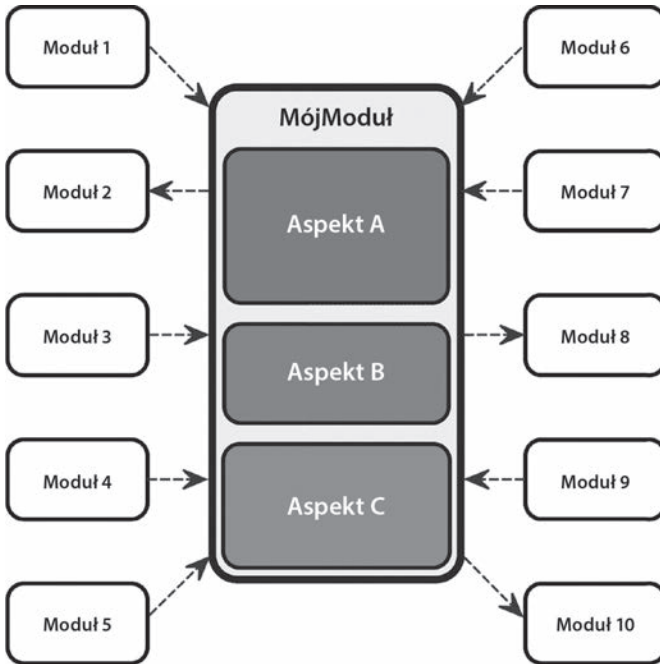 Moduł 1
Moduł 6
MójModuł
Moduł 2
Aspekt A
Moduł 7
Moduł 3
Aspekt B
Moduł 8
Moduł 4
Aspekt C
Moduł 9
Moduł 5
Moduł 10